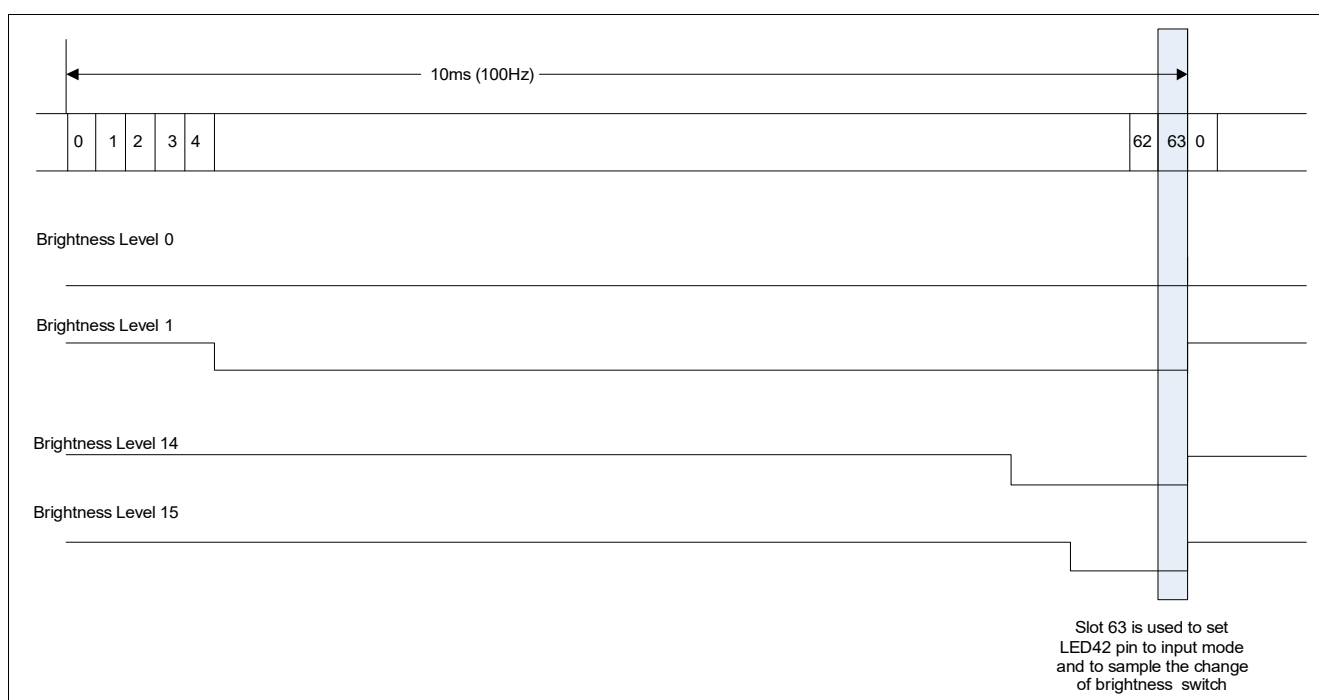 10ms (100Hz)
0 1 2 3 4 62 63 0
Brightness Level 0
Brightness Level 1
Brightness Level 14
Brightness Level 15
Slot 63 is used to set
LED42 pin to input mode
and to sample the change
of brightness switch